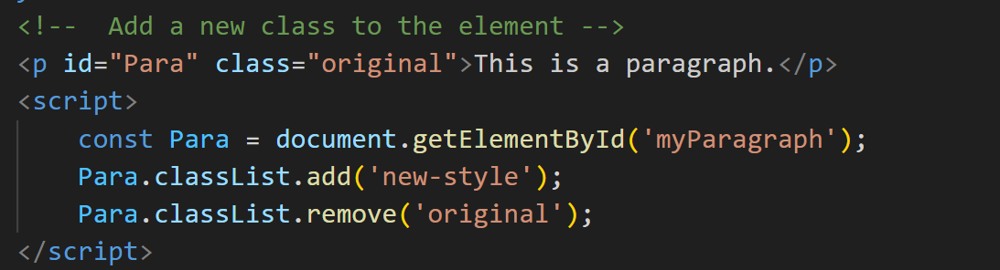 <!--  Add a new class to the element -->
<p id="Para" class="original">This is a paragraph.</p>
<script>
    const Para = document.getElementById('myParagraph');
    Para.classList.add('new-style');
    Para.classList.remove('original');
</script>